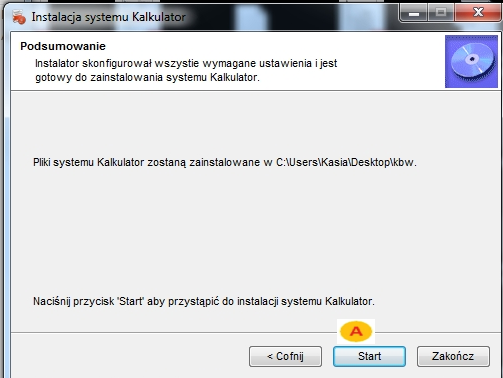 Instalacja systemu Kalkulator
Podsumowanie
Instalator skonfigurował wszystie wymagane ustawienia i jest
gotowy do zainstalowania systemu Kalkulator.
Pliki systemu Kalkulator zostaną zainstalowane w C:\Users\Kasia\Desktop\kbw.
Naciśnij przycisk 'Start' aby przystąpić do instalacji systemu Kalkulator.
A
< Cofnij
Start
Zakończ